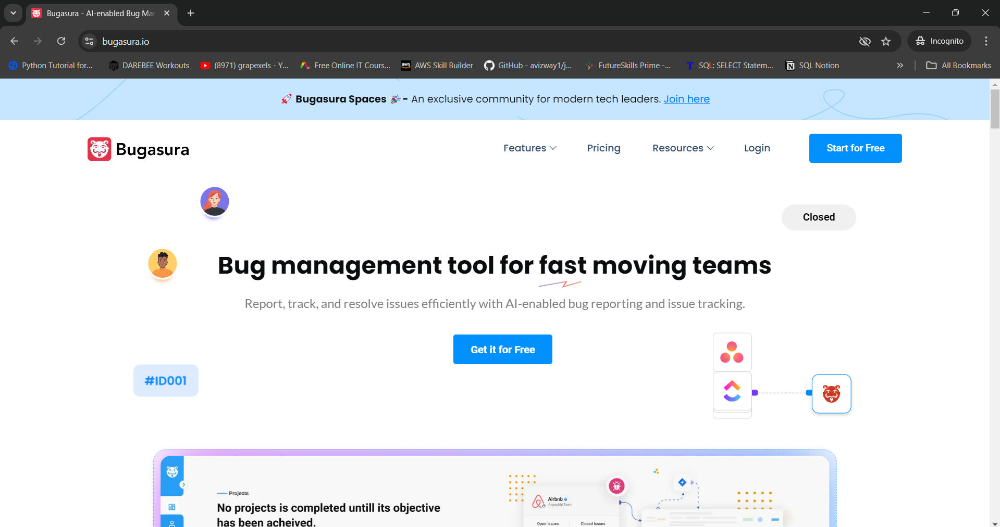 Bugasura - AI-enabled Bug Mar
bugasura.io
Incognito
Python Tutorial for...
DAREBEE Workouts
(8971) grapexels - Y...
Free Online IT Cours...
aws
AWS Skill Builder
GitHub - avizway1/j...
FutureSkills Prime -...
T SQL: SELECT Statem...
SQL Notion
All Bookmarks
🚀 Bugasura Spaces 🎉 - An exclusive community for modern tech leaders. Join here
Bugasura
Features
Pricing
Resources
Login
Start for Free
Closed
Bug management tool for fast moving teams
Report, track, and resolve issues efficiently with AI-enabled bug reporting and issue tracking.
Get it for Free
#ID001
Projects
No projects is completed untill its objective
has been acheived.
Airbnb
Appachhi Team
Open Issues
Closed Issues